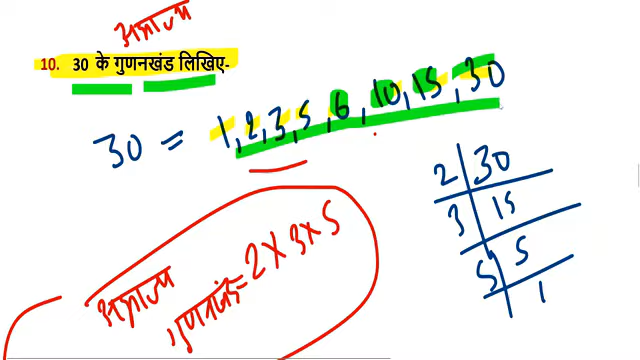 अभाज्य
10. 30 के गुणनखंड लिखिए-
30 = 1, 2, 3, 5, 6, 10, 15, 30
2 | 30
3 | 15
5 | 5
1
अभाज्य
गुणनखंड = 2 × 3 × 5